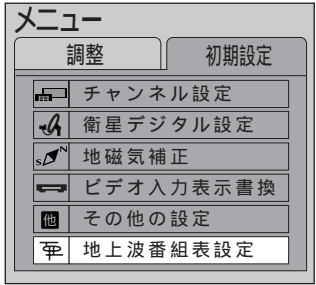 メニュー
調整 初期設定
チャンネル設定
衛星デジタル設定
S N 地磁気補正
ビデオ入力表示書換
他 その他の設定
地上波番組表設定